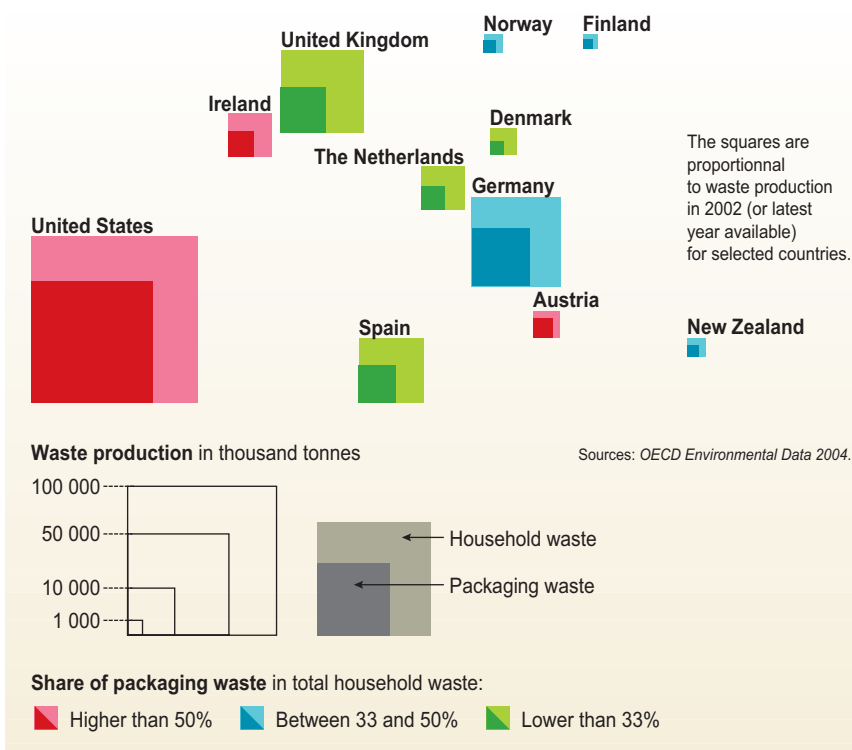 Norway
Finland
United Kingdom
Ireland
Denmark
The Netherlands
Germany
The squares are
proportionnal
to waste production
in 2002 (or latest
year available)
for selected countries.
United States
Austria
Spain
New Zealand
Waste production in thousand tonnes
Sources: OECD Environmental Data 2004.
100 000
50 000
10 000
1 000
Household waste
Packaging waste
Share of packaging waste in total household waste:
Higher than 50%
Between 33 and 50%
Lower than 33%